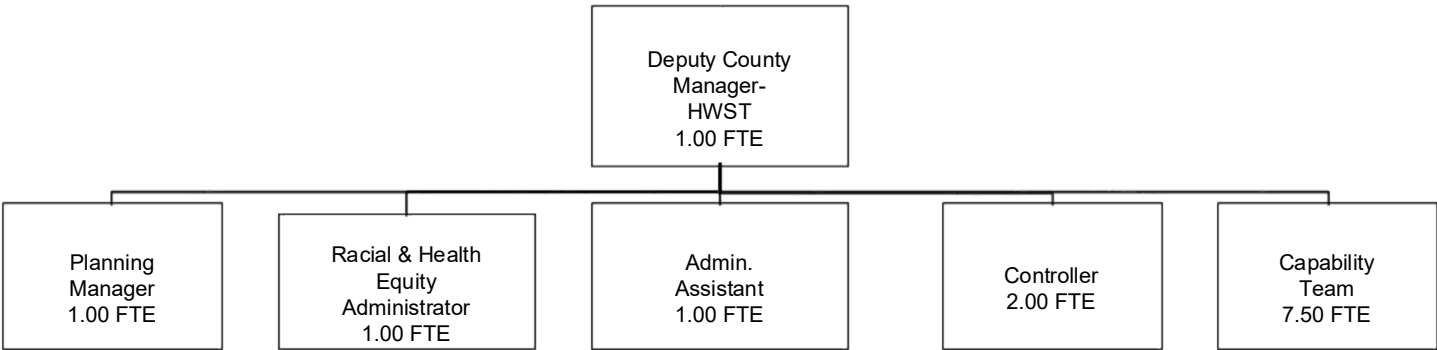 Deputy County
Manager-
HWST
1.00 FTE
Planning
Manager
1.00 FTE
Racial & Health
Equity
Administrator
1.00 FTE
Admin.
Assistant
1.00 FTE
Controller
2.00 FTE
Capability
Team
7.50 FTE